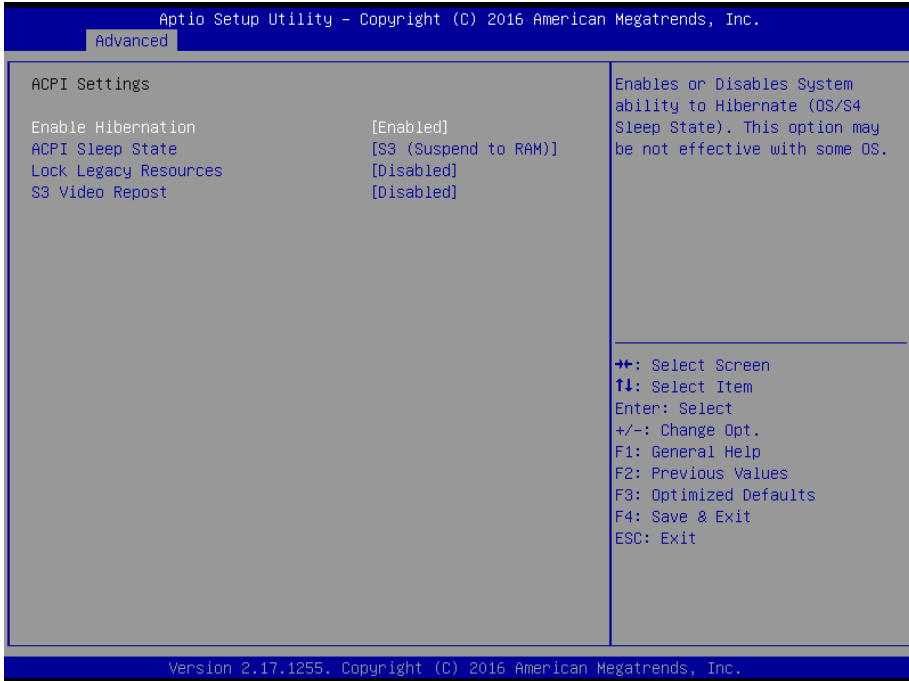 Aptio Setup Utility – Copyright (C) 2016 American Megatrends, Inc.
Advanced
ACPI Settings
Enable Hibernation [Enabled]
ACPI Sleep State [S3 (Suspend to RAM)]
Lock Legacy Resources [Disabled]
S3 Video Repost [Disabled]
Enables or Disables System
ability to Hibernate (OS/S4
Sleep State). This option may
be not effective with some OS.
→←: Select Screen
↑↓: Select Item
Enter: Select
+/-: Change Opt.
F1: General Help
F2: Previous Values
F3: Optimized Defaults
F4: Save & Exit
ESC: Exit
Version 2.17.1255. Copyright (C) 2016 American Megatrends, Inc.